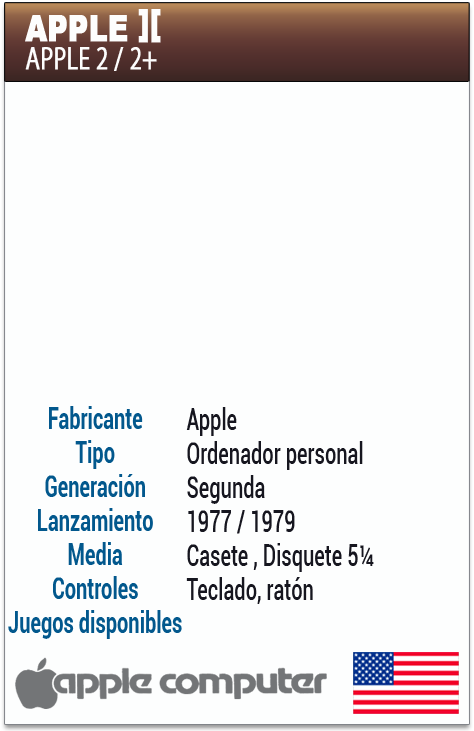 APPLE ][
APPLE 2 / 2+
Fabricante Apple
Tipo Ordenador personal
Generación Segunda
Lanzamiento 1977 / 1979
Media Casete , Disquete 5¼
Controles Teclado, ratón
Juegos disponibles
apple computer